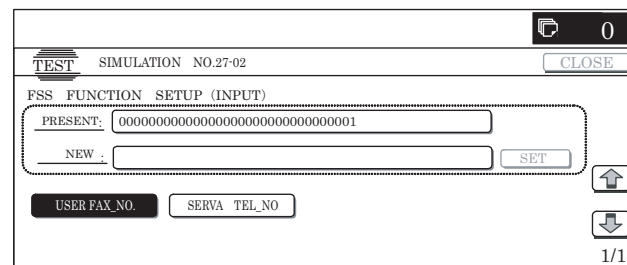 0
TEST SIMULATION NO.27-02 CLOSE
FSS FUNCTION SETUP (INPUT)
PRESENT: 00000000000000000000000000000001
NEW : SET
USER FAX_NO. SERVA TEL_NO
1/1